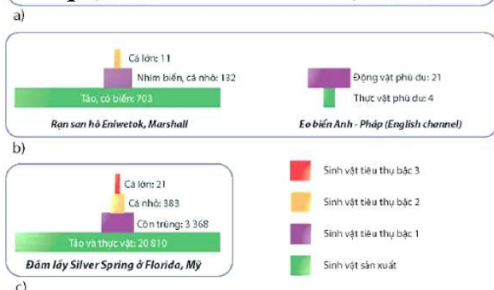 a)
Cá lớn: 11
Nhím biển, cá nhỏ: 132
Tảo, cỏ biển: 703
Rạn san hô Eniwetok, Marshall
Động vật phù du: 21
Thực vật phù du: 4
Eo biển Anh - Pháp (English channel)
b)
Cá lớn: 21
Cá nhỏ: 383
Côn trùng: 3 368
Tảo và thực vật: 20 810
Đầm lầy Silver Spring ở Florida, Mỹ
Sinh vật tiêu thụ bậc 3
Sinh vật tiêu thụ bậc 2
Sinh vật tiêu thụ bậc 1
Sinh vật sản xuất
c)